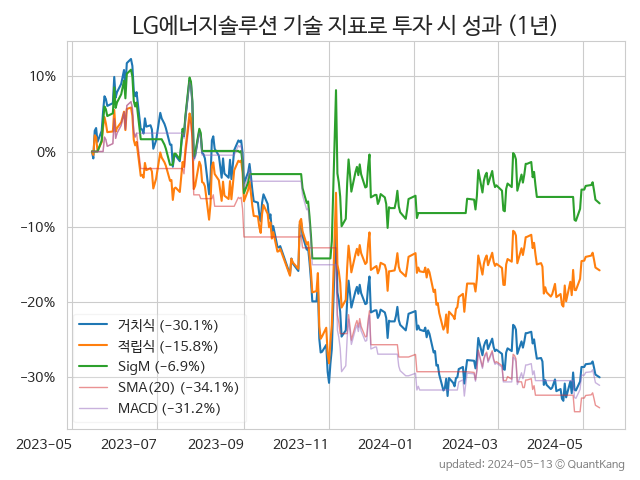 LG에너지솔루션 기술 지표로 투자 시 성과 (1년)
10%
0%
−10%
−20%
−30%
거치식 (−30.1%)
적립식 (−15.8%)
SigM (−6.9%)
SMA(20) (−34.1%)
MACD (−31.2%)
2023-05 2023-07 2023-09 2023-11 2024-01 2024-03 2024-05
updated: 2024-05-13 ⓒ QuantKang